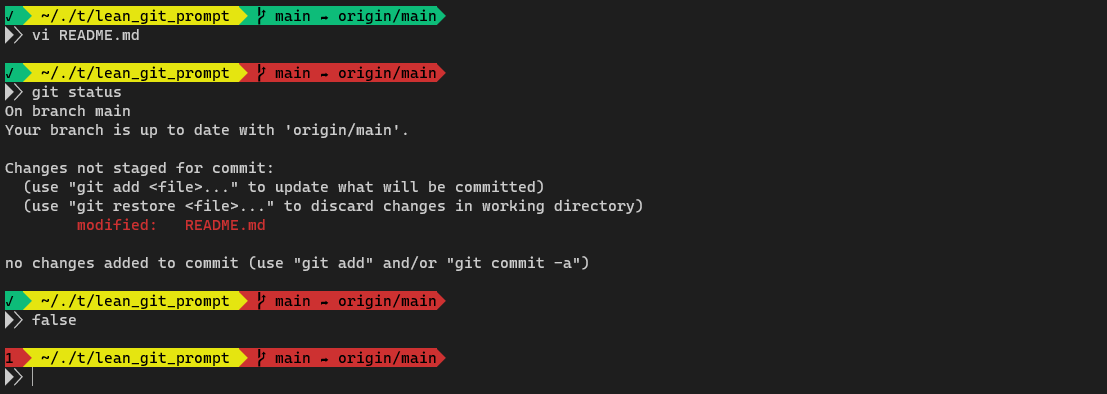 ✓ ~/./t/lean_git_prompt main → origin/main
vi README.md
✓ ~/./t/lean_git_prompt main → origin/main
git status
On branch main
Your branch is up to date with 'origin/main'.
Changes not staged for commit:
(use "git add <file>..." to update what will be committed)
(use "git restore <file>..." to discard changes in working directory)
modified: README.md
no changes added to commit (use "git add" and/or "git commit -a")
✓ ~/./t/lean_git_prompt main → origin/main
false
1 ~/./t/lean_git_prompt main → origin/main